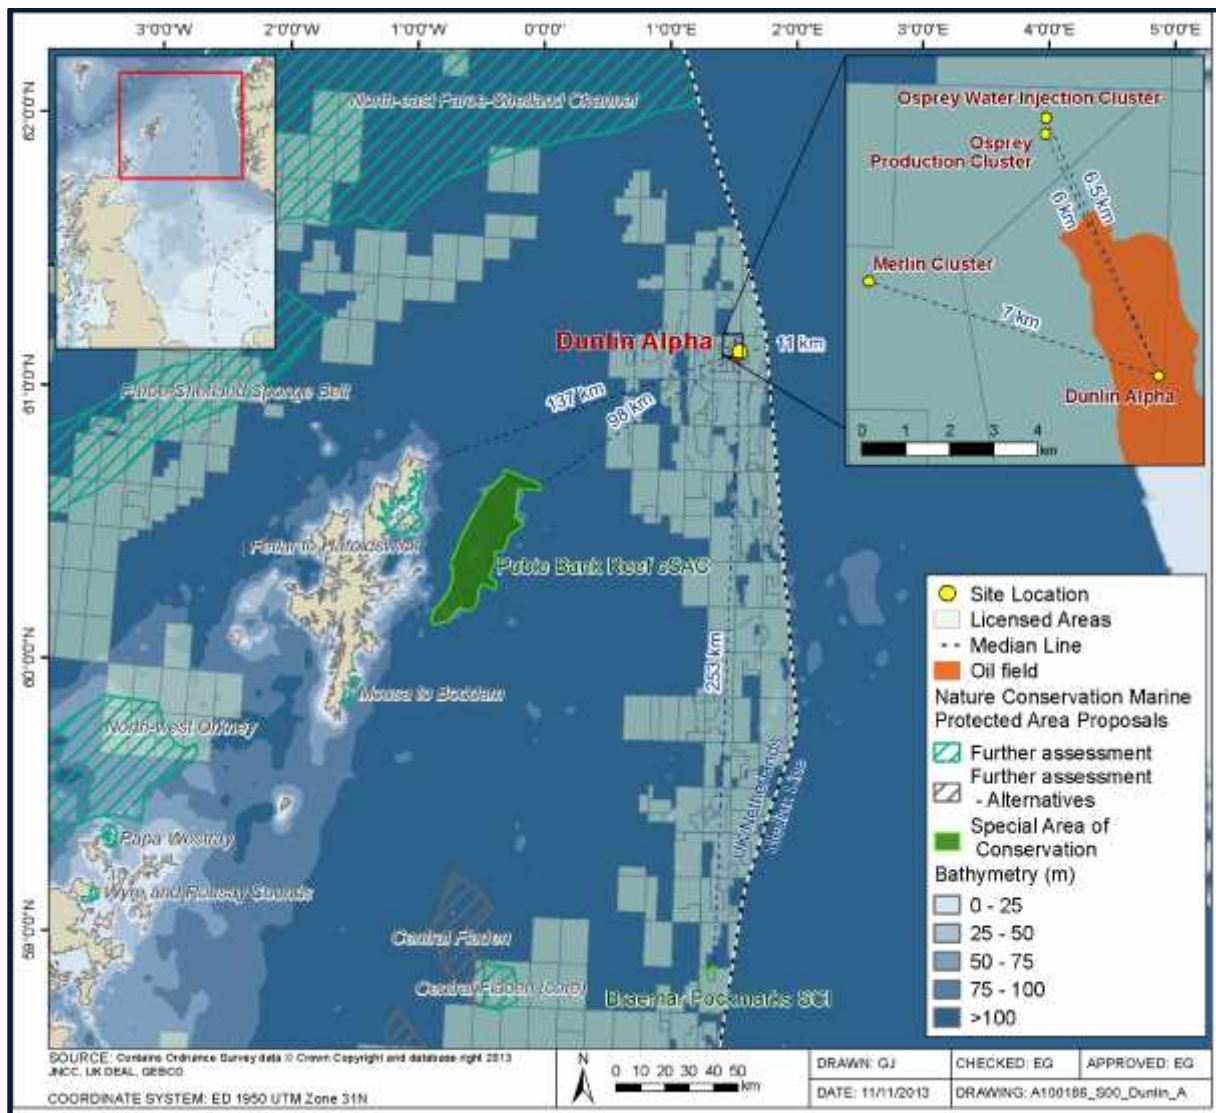 3°0'0"W 2°0'0"W 1°0'0"W 0°0'0" 1°0'0"E 2°0'0"E 3°0'0"E 4°0'0"E 5°0'0"E
62°0'0"N
61°0'0"N
60°0'0"N
59°0'0"N
North-east Faroe-Shetland Channel
Osprey Water Injection Cluster
Osprey
Production Cluster
6.5 km
6 km
Merlin Cluster
7 km
Dunlin Alpha
0 1 2 3 4
km
Dunlin Alpha
11 km
137 km
98 km
Faroe-Shetland Sponge Belt
Fetlar to Haroldswick
Pobie Bank Reef cSAC
253 km
Mousa to Boddam
North-west Orkney
UK Netherlands
Median Line
Papa Westray
Wyre and Rousay Sounds
Central Fladen
Central Fladen (core)
Braemar Pockmarks SCI
Site Location
Licensed Areas
Median Line
Oil field
Nature Conservation Marine
Protected Area Proposals
Further assessment
Further assessment
- Alternatives
Special Area of
Conservation
Bathymetry (m)
0 - 25
25 - 50
50 - 75
75 - 100
>100
SOURCE: Contains Ordnance Survey data © Crown Copyright and database right 2013
JNCC, UK DEAL, GEBCO
COORDINATE SYSTEM: ED 1950 UTM Zone 31N
N
0 10 20 30 40 50
km
DRAWN: GJ
CHECKED: EG
APPROVED: EG
DATE: 11/11/2013
DRAWING: A100166_S00_Dunlin_A